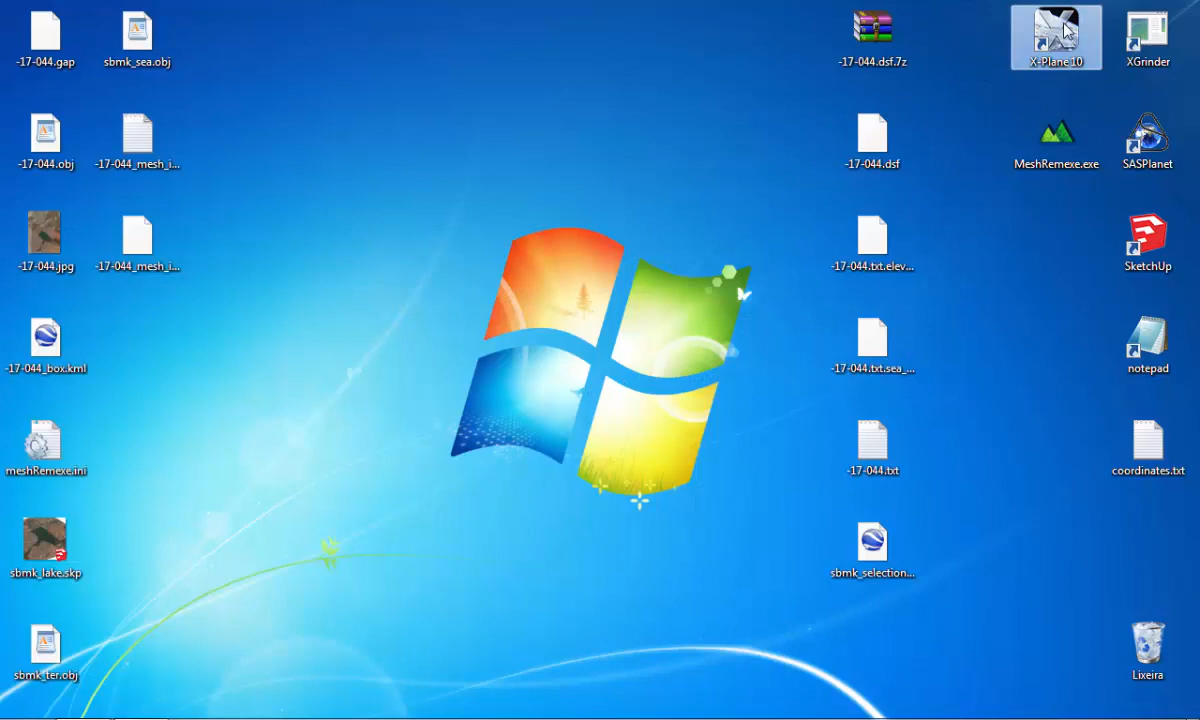 -17-044.gap
sbmk_sea.obj
-17-044.dsf.7z
X-Plane 10
XGrinder
-17-044.obj
-17-044_mesh_i...
-17-044.dsf
MeshRemexe.exe
SASPlanet
-17-044.jpg
-17-044_mesh_i...
-17-044.txt.elev...
SketchUp
-17-044_box.kml
-17-044.txt.sea_...
notepad
meshRemexe.ini
-17-044.txt
coordinates.txt
sbmk_lake.skp
sbmk_selection...
sbmk_ter.obj
Lixeira